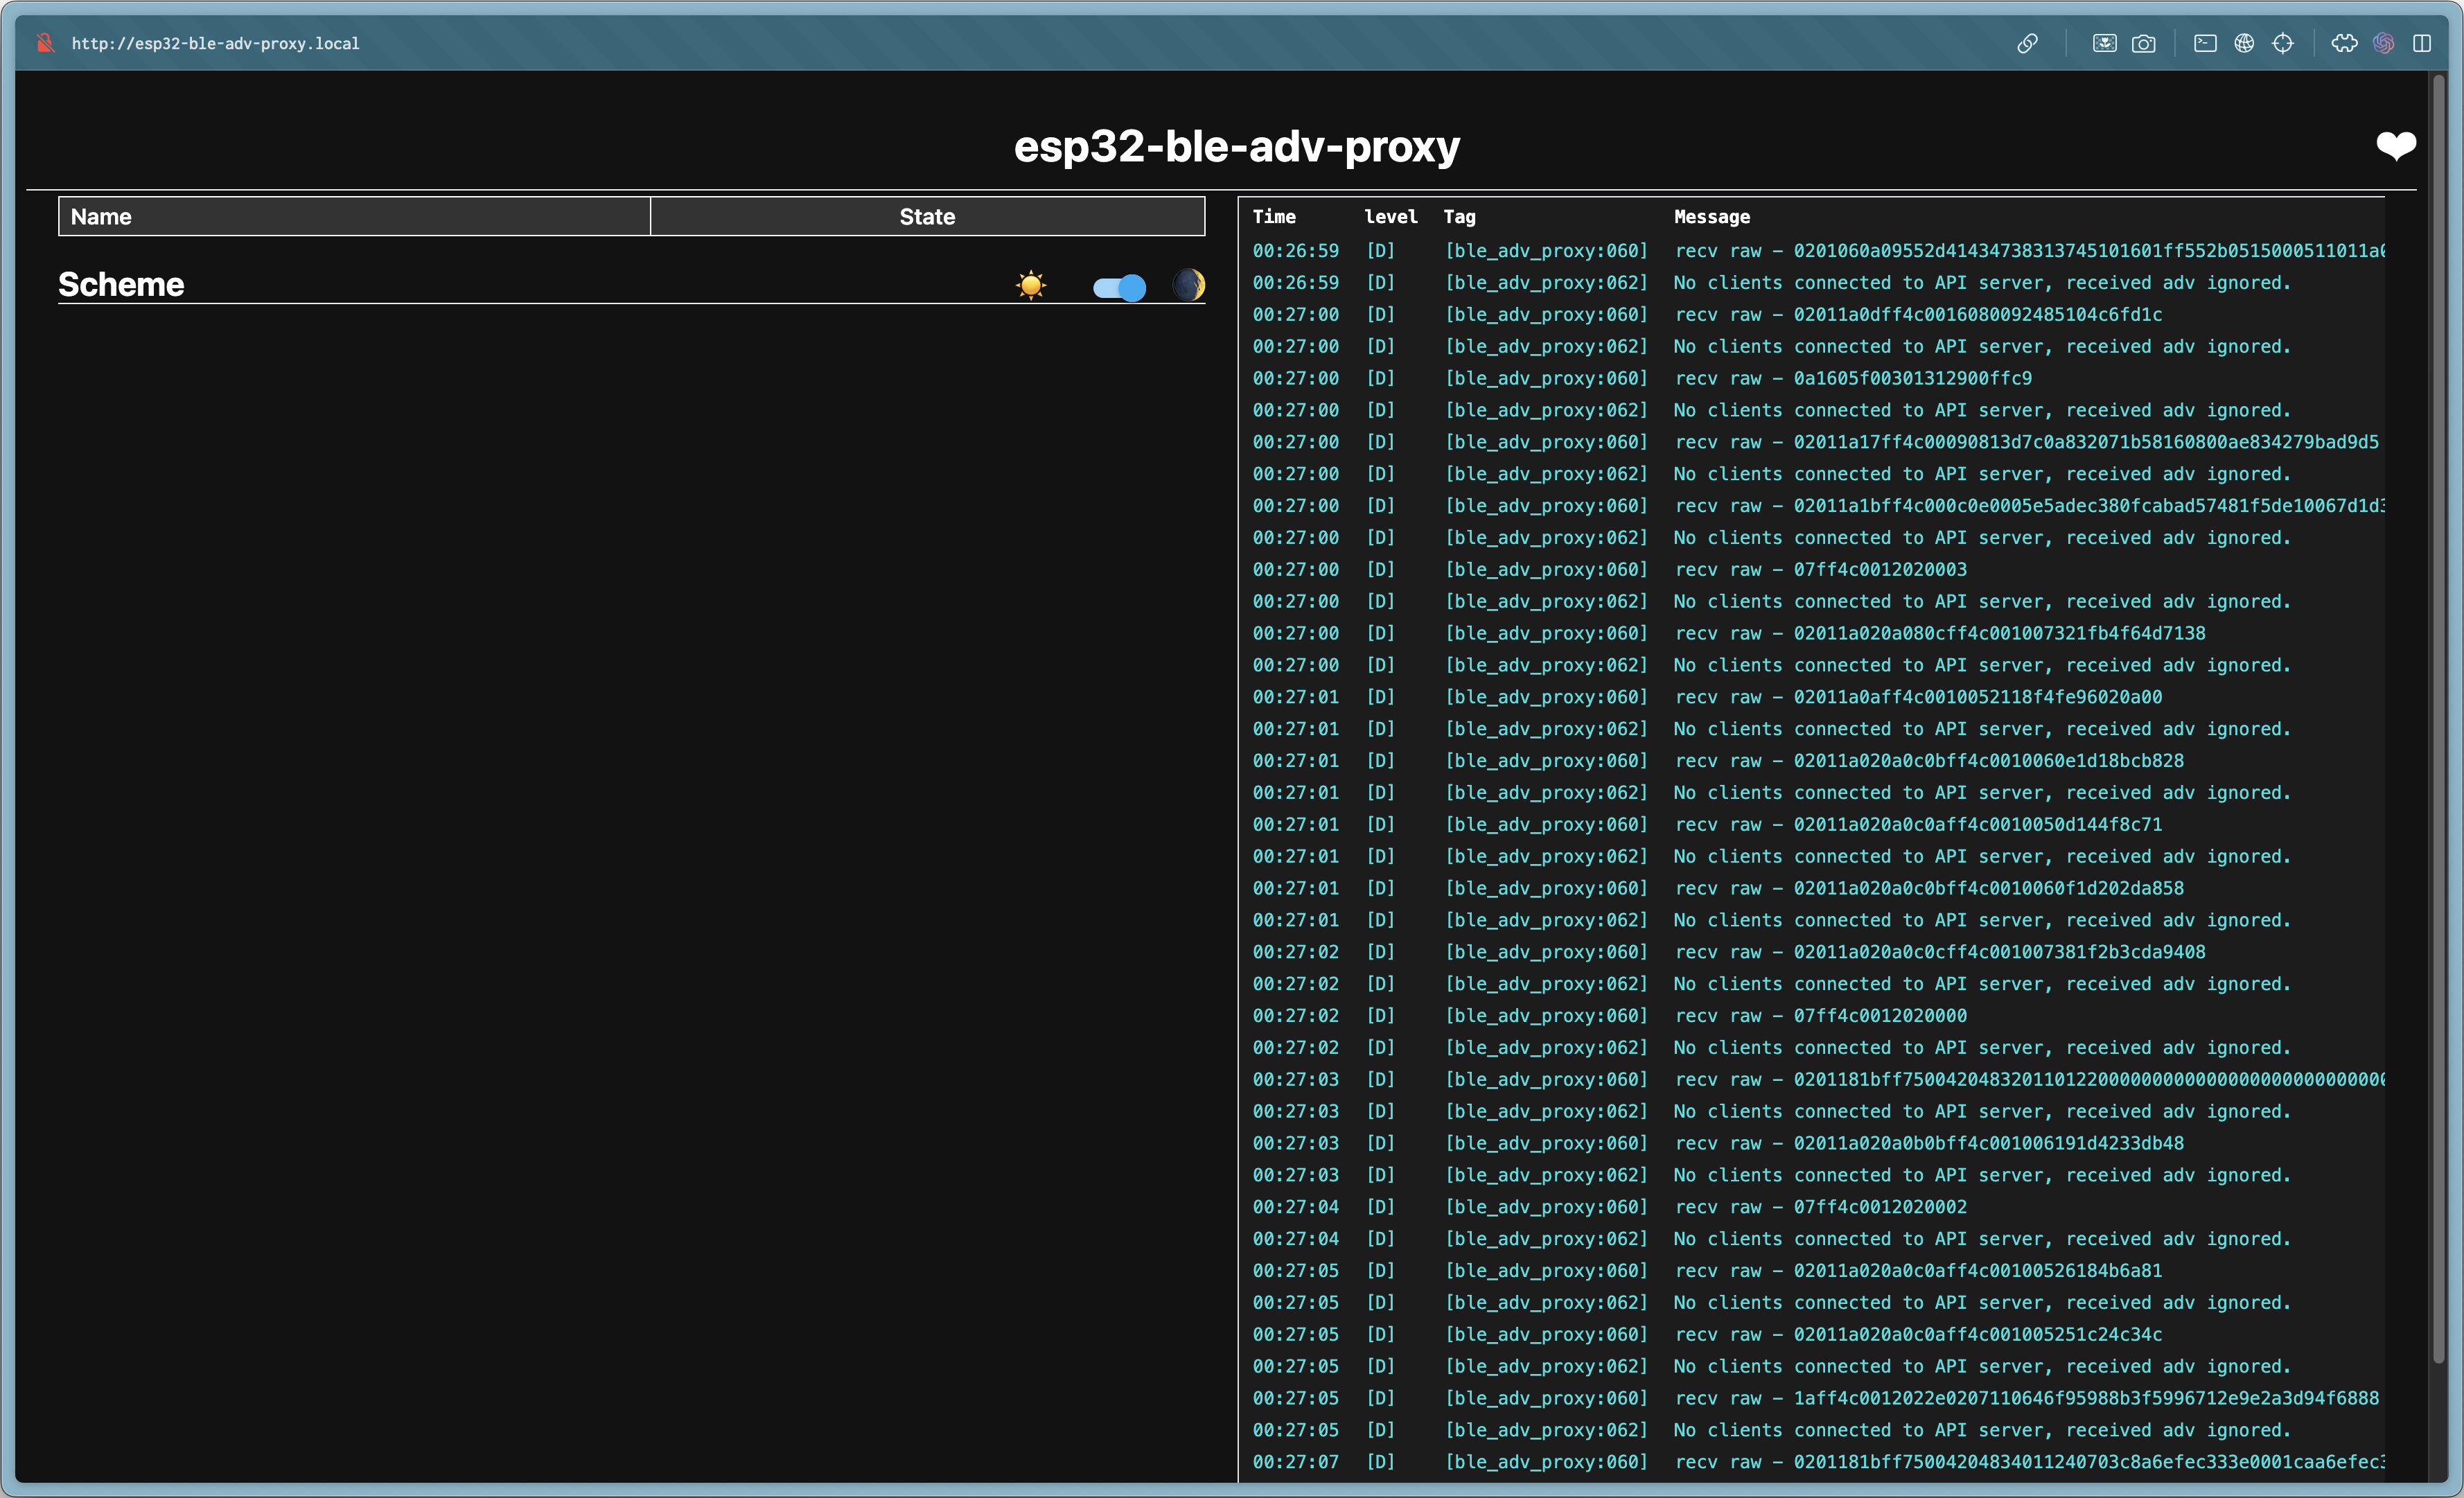 http://esp32-ble-adv-proxy.local
esp32-ble-adv-proxy
Name State
Scheme
Time level Tag Message
00:26:59 [D] [ble_adv_proxy:060] recv raw - 0201060a09552d41434738313745101601ff552b0515000511011a0
00:26:59 [D] [ble_adv_proxy:062] No clients connected to API server, received adv ignored.
00:27:00 [D] [ble_adv_proxy:060] recv raw - 02011a0dff4c0016080092485104c6fd1c
00:27:00 [D] [ble_adv_proxy:062] No clients connected to API server, received adv ignored.
00:27:00 [D] [ble_adv_proxy:060] recv raw - 0a1605f00301312900ffc9
00:27:00 [D] [ble_adv_proxy:062] No clients connected to API server, received adv ignored.
00:27:00 [D] [ble_adv_proxy:060] recv raw - 02011a17ff4c00090813d7c0a832071b58160800ae834279bad9d5
00:27:00 [D] [ble_adv_proxy:062] No clients connected to API server, received adv ignored.
00:27:00 [D] [ble_adv_proxy:060] recv raw - 02011a1bff4c000c0e0005e5adec380fcabad57481f5de10067d1d3
00:27:00 [D] [ble_adv_proxy:062] No clients connected to API server, received adv ignored.
00:27:00 [D] [ble_adv_proxy:060] recv raw - 07ff4c0012020003
00:27:00 [D] [ble_adv_proxy:062] No clients connected to API server, received adv ignored.
00:27:00 [D] [ble_adv_proxy:060] recv raw - 02011a020a080cff4c001007321fb4f64d7138
00:27:00 [D] [ble_adv_proxy:062] No clients connected to API server, received adv ignored.
00:27:01 [D] [ble_adv_proxy:060] recv raw - 02011a0aff4c0010052118f4fe96020a00
00:27:01 [D] [ble_adv_proxy:062] No clients connected to API server, received adv ignored.
00:27:01 [D] [ble_adv_proxy:060] recv raw - 02011a020a0c0bff4c0010060e1d18bcb828
00:27:01 [D] [ble_adv_proxy:062] No clients connected to API server, received adv ignored.
00:27:01 [D] [ble_adv_proxy:060] recv raw - 02011a020a0c0aff4c0010050d144f8c71
00:27:01 [D] [ble_adv_proxy:062] No clients connected to API server, received adv ignored.
00:27:01 [D] [ble_adv_proxy:060] recv raw - 02011a020a0c0bff4c0010060f1d202da858
00:27:01 [D] [ble_adv_proxy:062] No clients connected to API server, received adv ignored.
00:27:02 [D] [ble_adv_proxy:060] recv raw - 02011a020a0c0cff4c001007381f2b3cda9408
00:27:02 [D] [ble_adv_proxy:062] No clients connected to API server, received adv ignored.
00:27:02 [D] [ble_adv_proxy:060] recv raw - 07ff4c0012020000
00:27:02 [D] [ble_adv_proxy:062] No clients connected to API server, received adv ignored.
00:27:03 [D] [ble_adv_proxy:060] recv raw - 0201181bff75004204832011012200000000000000000000000000
00:27:03 [D] [ble_adv_proxy:062] No clients connected to API server, received adv ignored.
00:27:03 [D] [ble_adv_proxy:060] recv raw - 02011a020a0b0bff4c001006191d4233db48
00:27:03 [D] [ble_adv_proxy:062] No clients connected to API server, received adv ignored.
00:27:04 [D] [ble_adv_proxy:060] recv raw - 07ff4c0012020002
00:27:04 [D] [ble_adv_proxy:062] No clients connected to API server, received adv ignored.
00:27:05 [D] [ble_adv_proxy:060] recv raw - 02011a020a0c0aff4c00100526184b6a81
00:27:05 [D] [ble_adv_proxy:062] No clients connected to API server, received adv ignored.
00:27:05 [D] [ble_adv_proxy:060] recv raw - 02011a020a0c0aff4c001005251c24c34c
00:27:05 [D] [ble_adv_proxy:062] No clients connected to API server, received adv ignored.
00:27:05 [D] [ble_adv_proxy:060] recv raw - 1aff4c0012022e0207110646f95988b3f5996712e9e2a3d94f6888
00:27:05 [D] [ble_adv_proxy:062] No clients connected to API server, received adv ignored.
00:27:07 [D] [ble_adv_proxy:060] recv raw - 0201181bff75004204834011240703c8a6efec333e0001caa6efec3